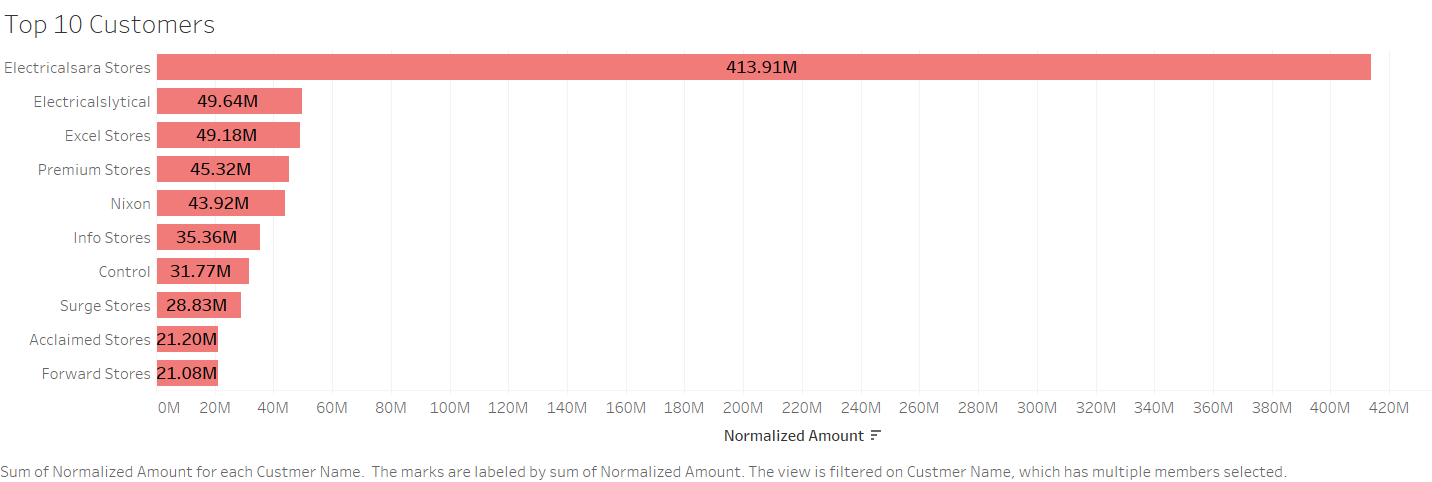 Top 10 Customers
Electricalsara Stores 413.91M
Electricalslytical 49.64M
Excel Stores 49.18M
Premium Stores 45.32M
Nixon 43.92M
Info Stores 35.36M
Control 31.77M
Surge Stores 28.83M
Acclaimed Stores 21.20M
Forward Stores 21.08M
0M 20M 40M 60M 80M 100M 120M 140M 160M 180M 200M 220M 240M 260M 280M 300M 320M 340M 360M 380M 400M 420M
Normalized Amount
Sum of Normalized Amount for each Custmer Name. The marks are labeled by sum of Normalized Amount. The view is filtered on Custmer Name, which has multiple members selected.